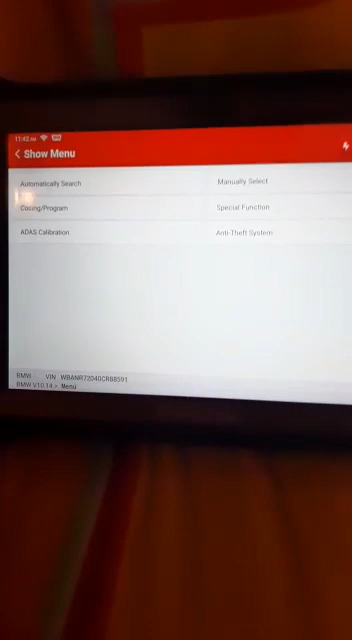 11:42 AM
Show Menu
Automatically Search Manually Select
Coding/Program Special Function
ADAS Calibration Anti-Theft System
BMW VIN WBANR72040CR88591
BMW V10.14 > Menu